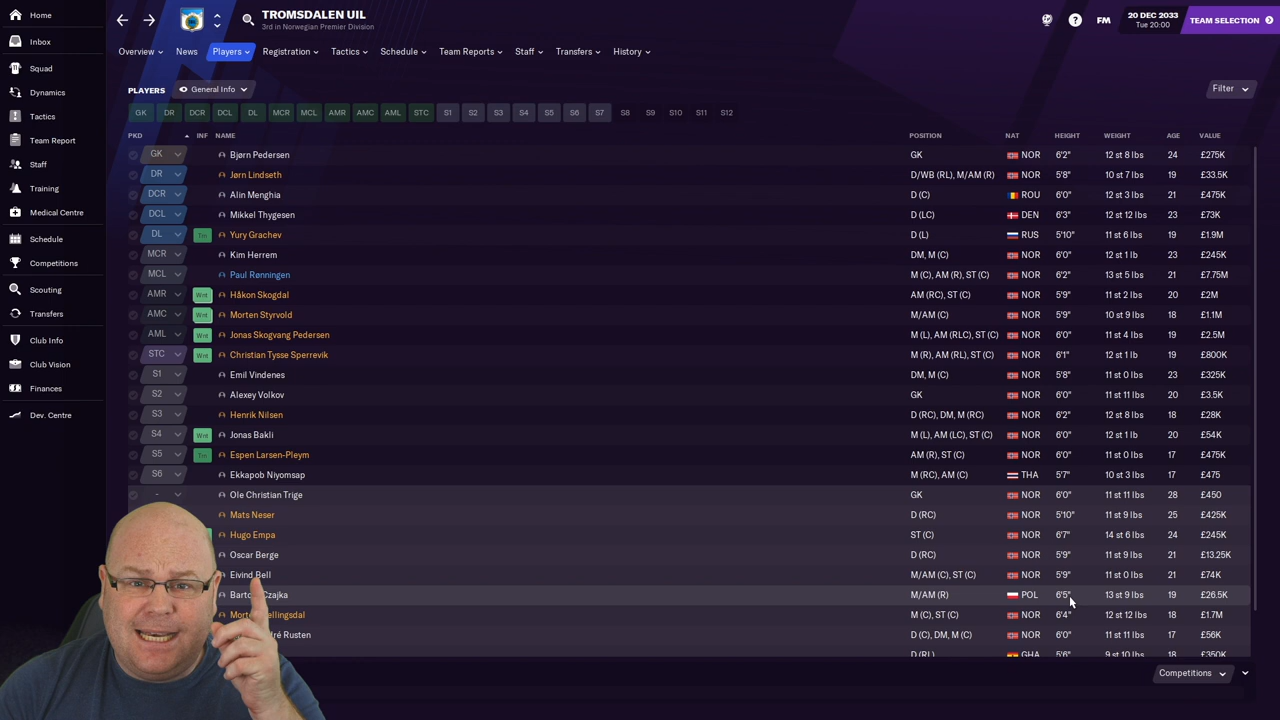 Home
Inbox
Squad
Dynamics
Tactics
Team Report
Staff
Training
Medical Centre
Schedule
Competitions
Scouting
Transfers
Club Info
Club Vision
Finances
Dev. Centre
TROMSDALEN UIL
3rd in Norwegian Premier Division
FM 20 DEC 2033 TEAM SELECTION
Tue 20:00
Overview News Players Registration Tactics Schedule Team Reports Staff Transfers History
PLAYERS General Info Filter
GK DR DCR DCL DL MCR MCL AMR AMC AML STC S1 S2 S3 S4 S5 S6 S7 S8 S9 S10 S11 S12
PKD INF NAME POSITION NAT HEIGHT WEIGHT AGE VALUE
GK Bjørn Pedersen GK NOR 6'2" 12 st 8 lbs 24 £275K
DR Jørn Lindseth D/WB (RL), M/AM (R) NOR 5'8" 10 st 7 lbs 19 £33.5K
DCR Alin Menghia D (C) ROU 6'0" 12 st 3 lbs 21 £475K
DCL Mikkel Thygesen D (LC) DEN 6'3" 12 st 12 lbs 23 £73K
DL Trn Yury Grachev D (L) RUS 5'10" 11 st 6 lbs 19 £1.9M
MCR Kim Herrem DM, M (C) NOR 6'0" 12 st 1 lb 23 £245K
MCL Paul Rønningen M (C), AM (R), ST (C) NOR 6'2" 13 st 5 lbs 21 £7.75M
AMR Wnt Håkon Skogdal AM (RC), ST (C) NOR 5'9" 11 st 2 lbs 20 £2M
AMC Wnt Morten Styrvold M/AM (C) NOR 5'9" 10 st 9 lbs 18 £1.1M
AML Wnt Jonas Skogvang Pedersen M (L), AM (RLC), ST (C) NOR 6'0" 11 st 4 lbs 19 £2.5M
STC Wnt Christian Tysse Sperrevik M (R), AM (RL), ST (C) NOR 6'1" 12 st 1 lb 19 £800K
S1 Emil Vindenes DM, M (C) NOR 5'8" 11 st 0 lbs 23 £325K
S2 Alexey Volkov GK NOR 6'0" 11 st 11 lbs 20 £3.5K
S3 Henrik Nilsen D (RC), DM, M (RC) NOR 6'2" 12 st 8 lbs 18 £28K
S4 Wnt Jonas Bakli M (L), AM (LC), ST (C) NOR 6'0" 12 st 1 lb 20 £54K
S5 Trn Espen Larsen-Pleym AM (R), ST (C) NOR 6'0" 11 st 0 lbs 17 £475K
S6 Ekkapob Niyomsap M (RC), AM (C) THA 5'7" 10 st 3 lbs 17 £475
- Ole Christian Trige GK NOR 6'0" 11 st 11 lbs 28 £450
Mats Neser D (RC) NOR 5'10" 11 st 9 lbs 25 £425K
Hugo Empa ST (C) NOR 6'7" 14 st 6 lbs 24 £245K
Oscar Berge D (RC) NOR 5'9" 11 st 9 lbs 21 £13.25K
Eivind Bell M/AM (C), ST (C) NOR 5'9" 11 st 0 lbs 21 £74K
Czajka M/AM (R) POL 6'5" 13 st 9 lbs 19 £26.5K
M (C), ST (C) NOR 6'4" 12 st 12 lbs 18 £1.7M
Rusten D (C), DM, M (C) NOR 6'0" 11 st 11 lbs 17 £56K
D (RL) GHA 5'6" 9 st 10 lbs 18 £350K
Competitions